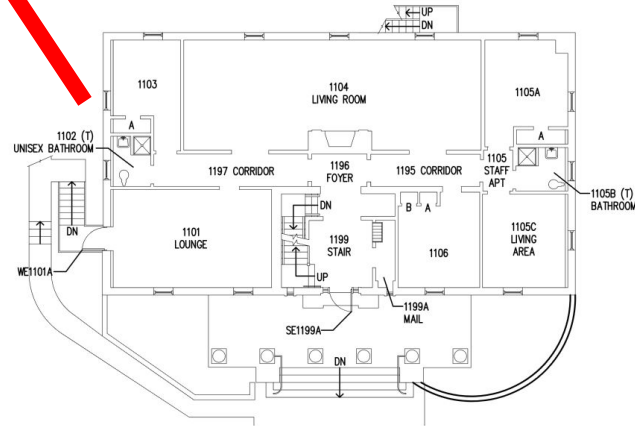 UP
DN
1103
1104
LIVING ROOM
1105A
A
A
1102 (T)
UNISEX BATHROOM
1197 CORRIDOR
1196
FOYER
1195 CORRIDOR
1105
STAFF
APT
1105B (T)
BATHROOM
DN
B
A
DN
1101
LOUNGE
1199
STAIR
1106
1105C
LIVING
AREA
WE1101A
UP
1199A
MAIL
SE1199A
DN